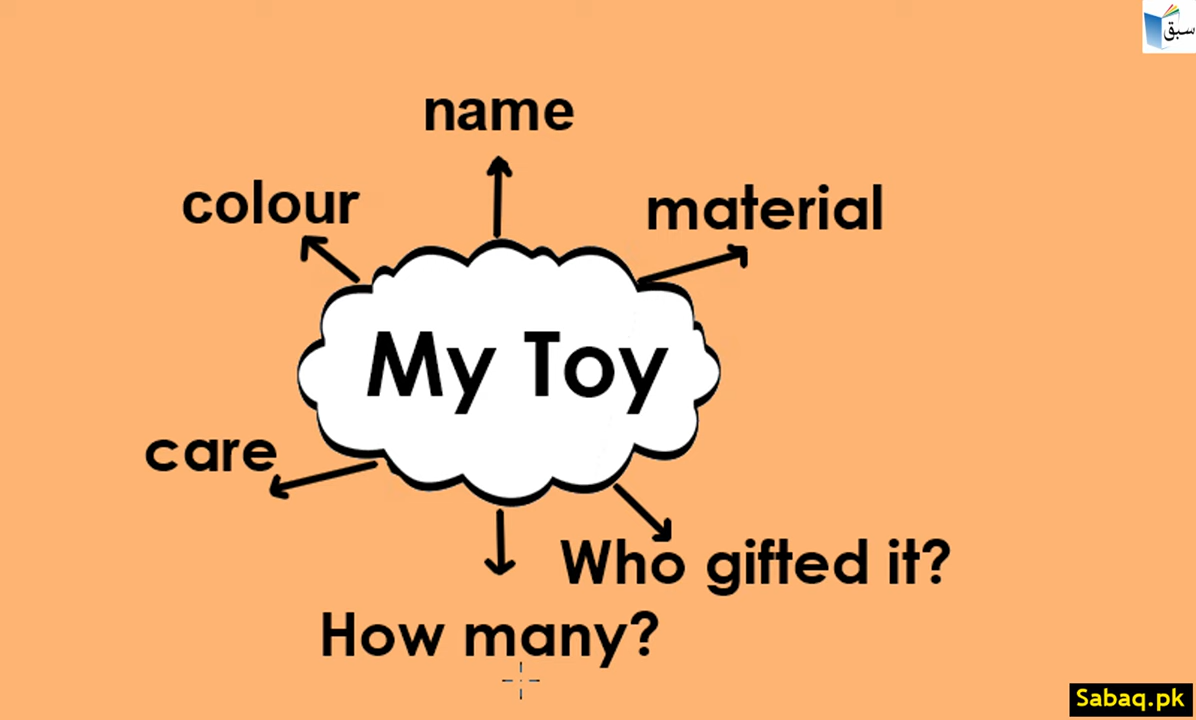 سبق
name
colour
material
My Toy
care
Who gifted it?
How many?
Sabaq.pk